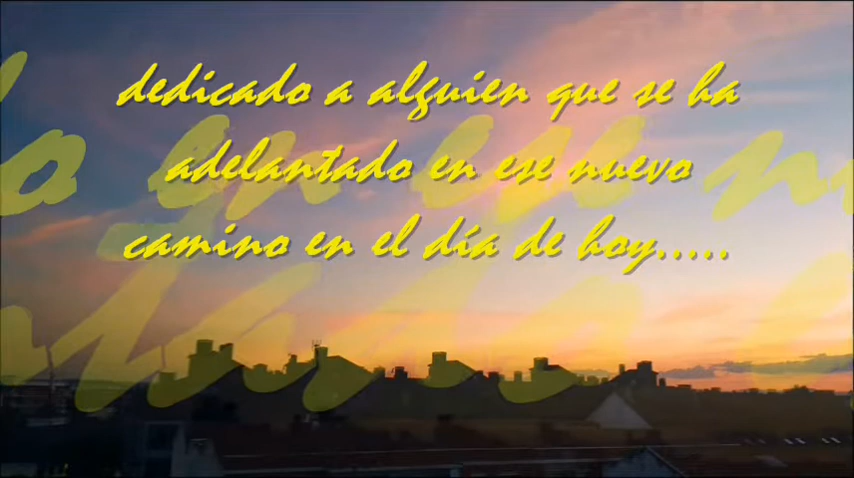 dedicado a alguien que se ha
adelantado en ese nuevo
camino en el día de hoy.....